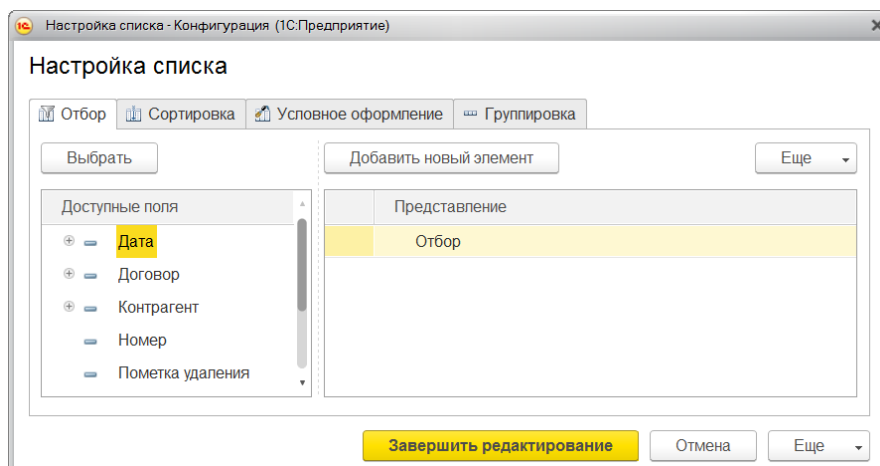 1С Настройка списка - Конфигурация (1С:Предприятие)
Настройка списка
Отбор Сортировка Условное оформление Группировка
Выбрать Добавить новый элемент Еще
Доступные поля Представление
Дата Отбор
Договор
Контрагент
Номер
Пометка удаления
Завершить редактирование Отмена Еще